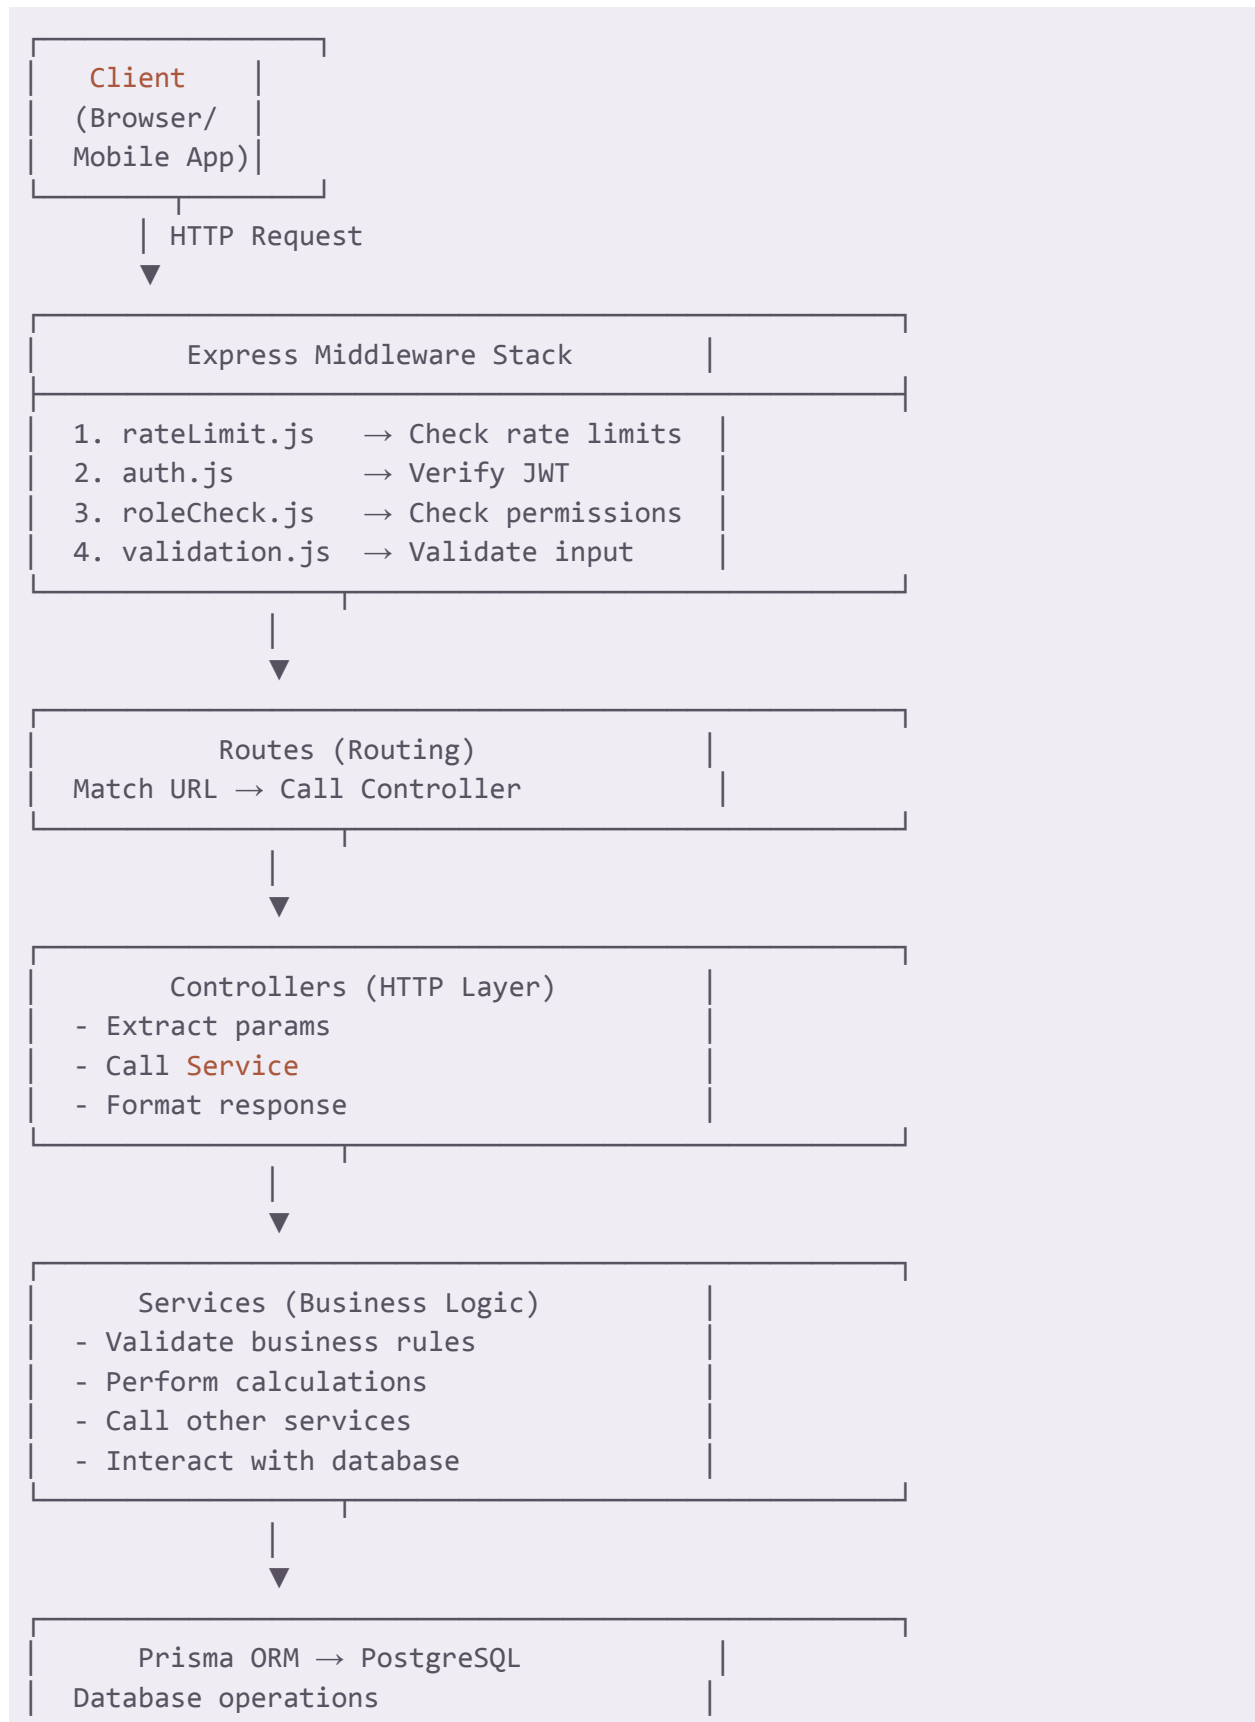 Client
(Browser/
Mobile App)
HTTP Request
▼
Express Middleware Stack
1. rateLimit.js → Check rate limits
2. auth.js → Verify JWT
3. roleCheck.js → Check permissions
4. validation.js → Validate input
▼
Routes (Routing)
Match URL → Call Controller
▼
Controllers (HTTP Layer)
- Extract params
- Call Service
- Format response
▼
Services (Business Logic)
- Validate business rules
- Perform calculations
- Call other services
- Interact with database
▼
Prisma ORM → PostgreSQL
Database operations